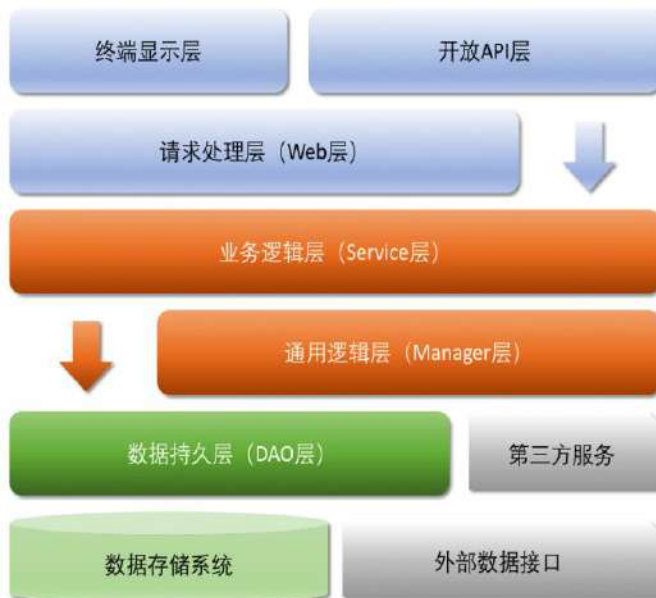 终端显示层
开放API层
请求处理层（Web层）
业务逻辑层（Service层）
通用逻辑层（Manager层）
数据持久层（DAO层）
第三方服务
数据存储系统
外部数据接口